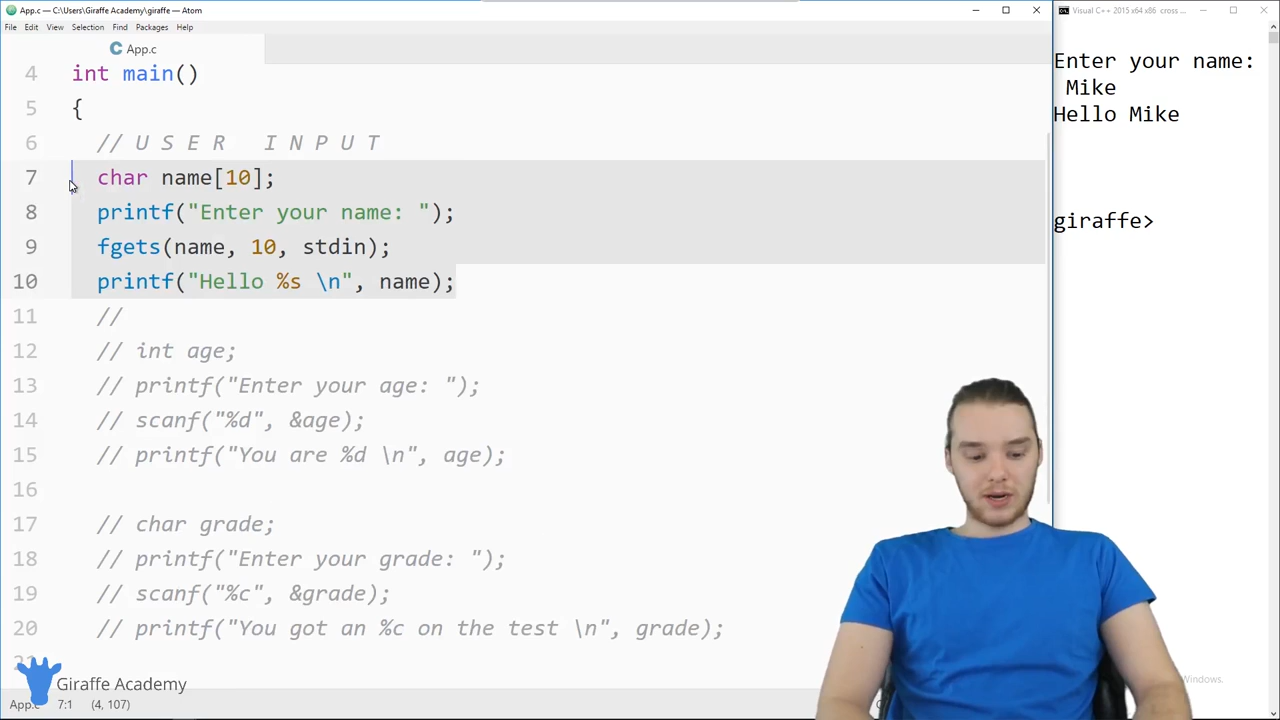 App.c — C:\Users\Giraffe Academy\giraffe — Atom
File Edit View Selection Find Packages Help
App.c
4 int main()
5 {
6 // U S E R   I N P U T
7 char name[10];
8 printf("Enter your name: ");
9 fgets(name, 10, stdin);
10 printf("Hello %s \n", name);
11 //
12 // int age;
13 // printf("Enter your age: ");
14 // scanf("%d", &age);
15 // printf("You are %d \n", age);
16
17 // char grade;
18 // printf("Enter your grade: ");
19 // scanf("%c", &grade);
20 // printf("You got an %c on the test \n", grade);
Giraffe Academy
App.c 7:1 (4, 107)
Visual C++ 2015 x64 x86 cross ...
Enter your name:
Mike
Hello Mike
giraffe>
Windows.